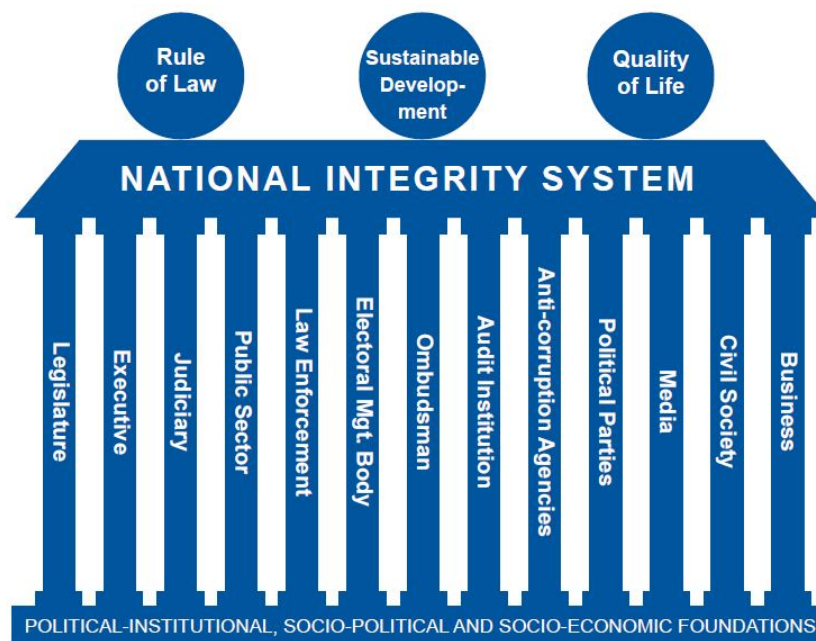 Rule
of Law
Sustainable
Develop-
ment
Quality
of Life
NATIONAL INTEGRITY SYSTEM
Legislature
Executive
Judiciary
Public Sector
Law Enforcement
Electoral Mgt. Body
Ombudsman
Audit Institution
Anti-corruption Agencies
Political Parties
Media
Civil Society
Business
POLITICAL-INSTITUTIONAL, SOCIO-POLITICAL AND SOCIO-ECONOMIC FOUNDATIONS